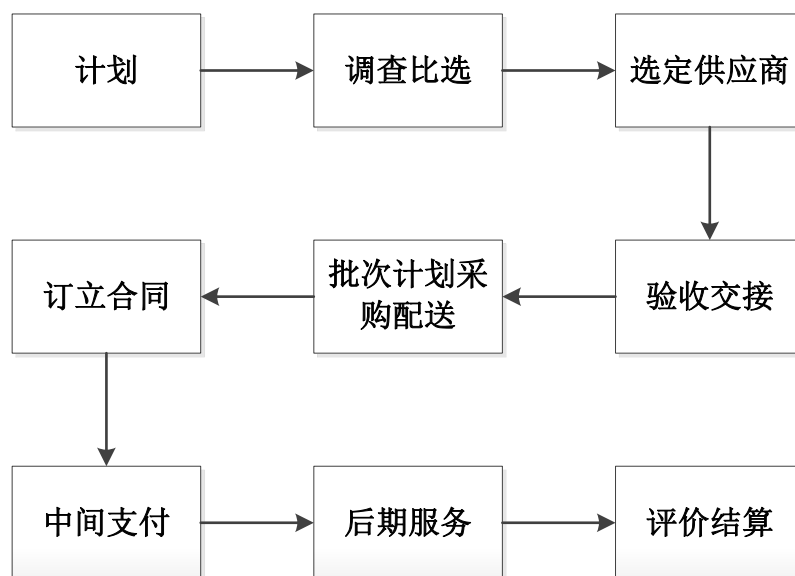 计划
调查比选
选定供应商
验收交接
批次计划采
购配送
订立合同
中间支付
后期服务
评价结算